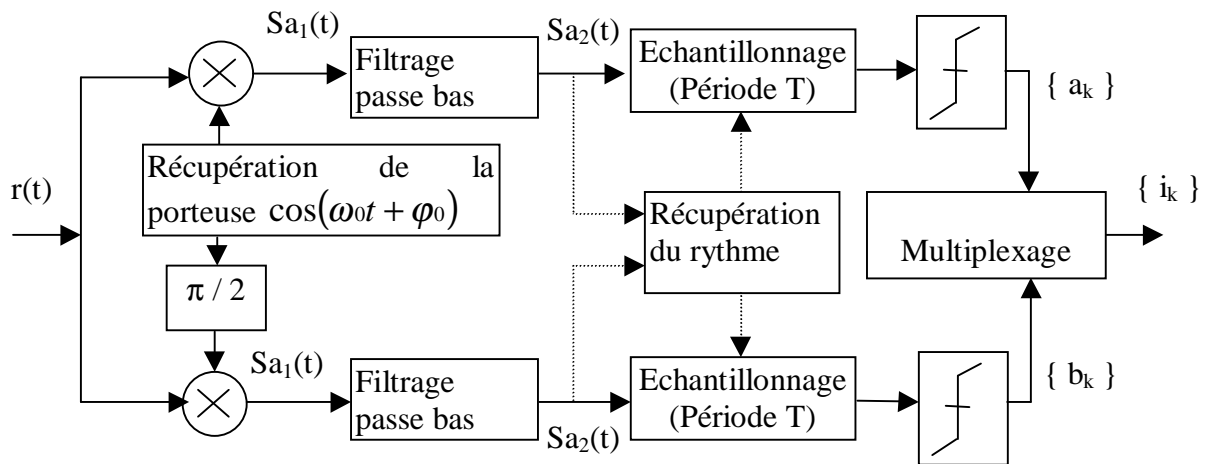 Sa₁(t)
Sa₂(t)
Filtrage
passe bas
Echantillonnage
(Période T)
{ aₖ }
r(t)
Récupération de la
porteuse cos(ω₀t + φ₀)
Récupération
du rythme
{ iₖ }
Multiplexage
π / 2
Sa₁(t)
Filtrage
passe bas
Sa₂(t)
Echantillonnage
(Période T)
{ bₖ }